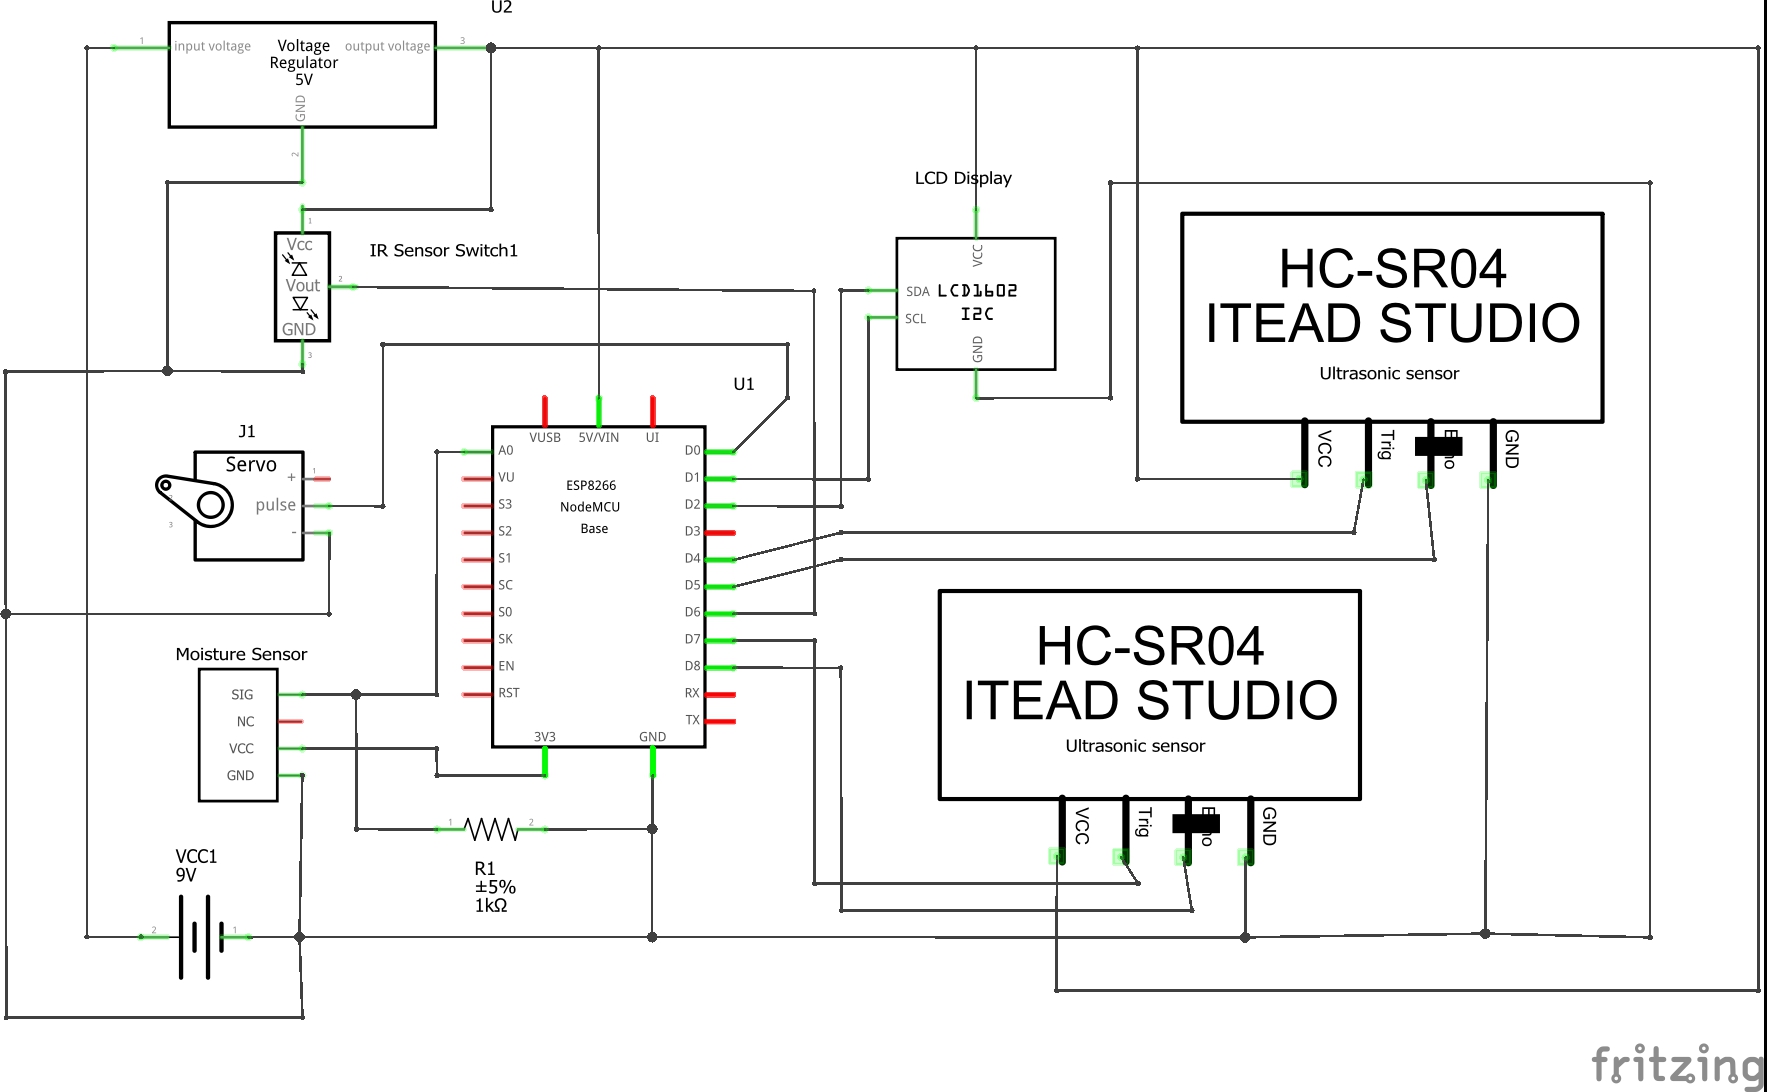 U2
1
input voltage
Voltage
Regulator
5V
output voltage
3
GND
2
1
Vcc
Vout
GND
2
3
IR Sensor Switch1
LCD Display
VCC
SDA
SCL
LCD1602
I2C
GND
HC-SR04
ITEAD STUDIO
Ultrasonic sensor
VCC
Trig
GND
J1
Servo
+
pulse
-
1
2
3
U1
VUSB
5V/VIN
UI
A0
VU
S3
S2
S1
SC
S0
SK
EN
RST
ESP8266
NodeMCU
Base
D0
D1
D2
D3
D4
D5
D6
D7
D8
RX
TX
3V3
GND
HC-SR04
ITEAD STUDIO
Ultrasonic sensor
VCC
Trig
GND
Moisture Sensor
SIG
NC
VCC
GND
1
2
R1
±5%
1kΩ
VCC1
9V
2
1
fritzing